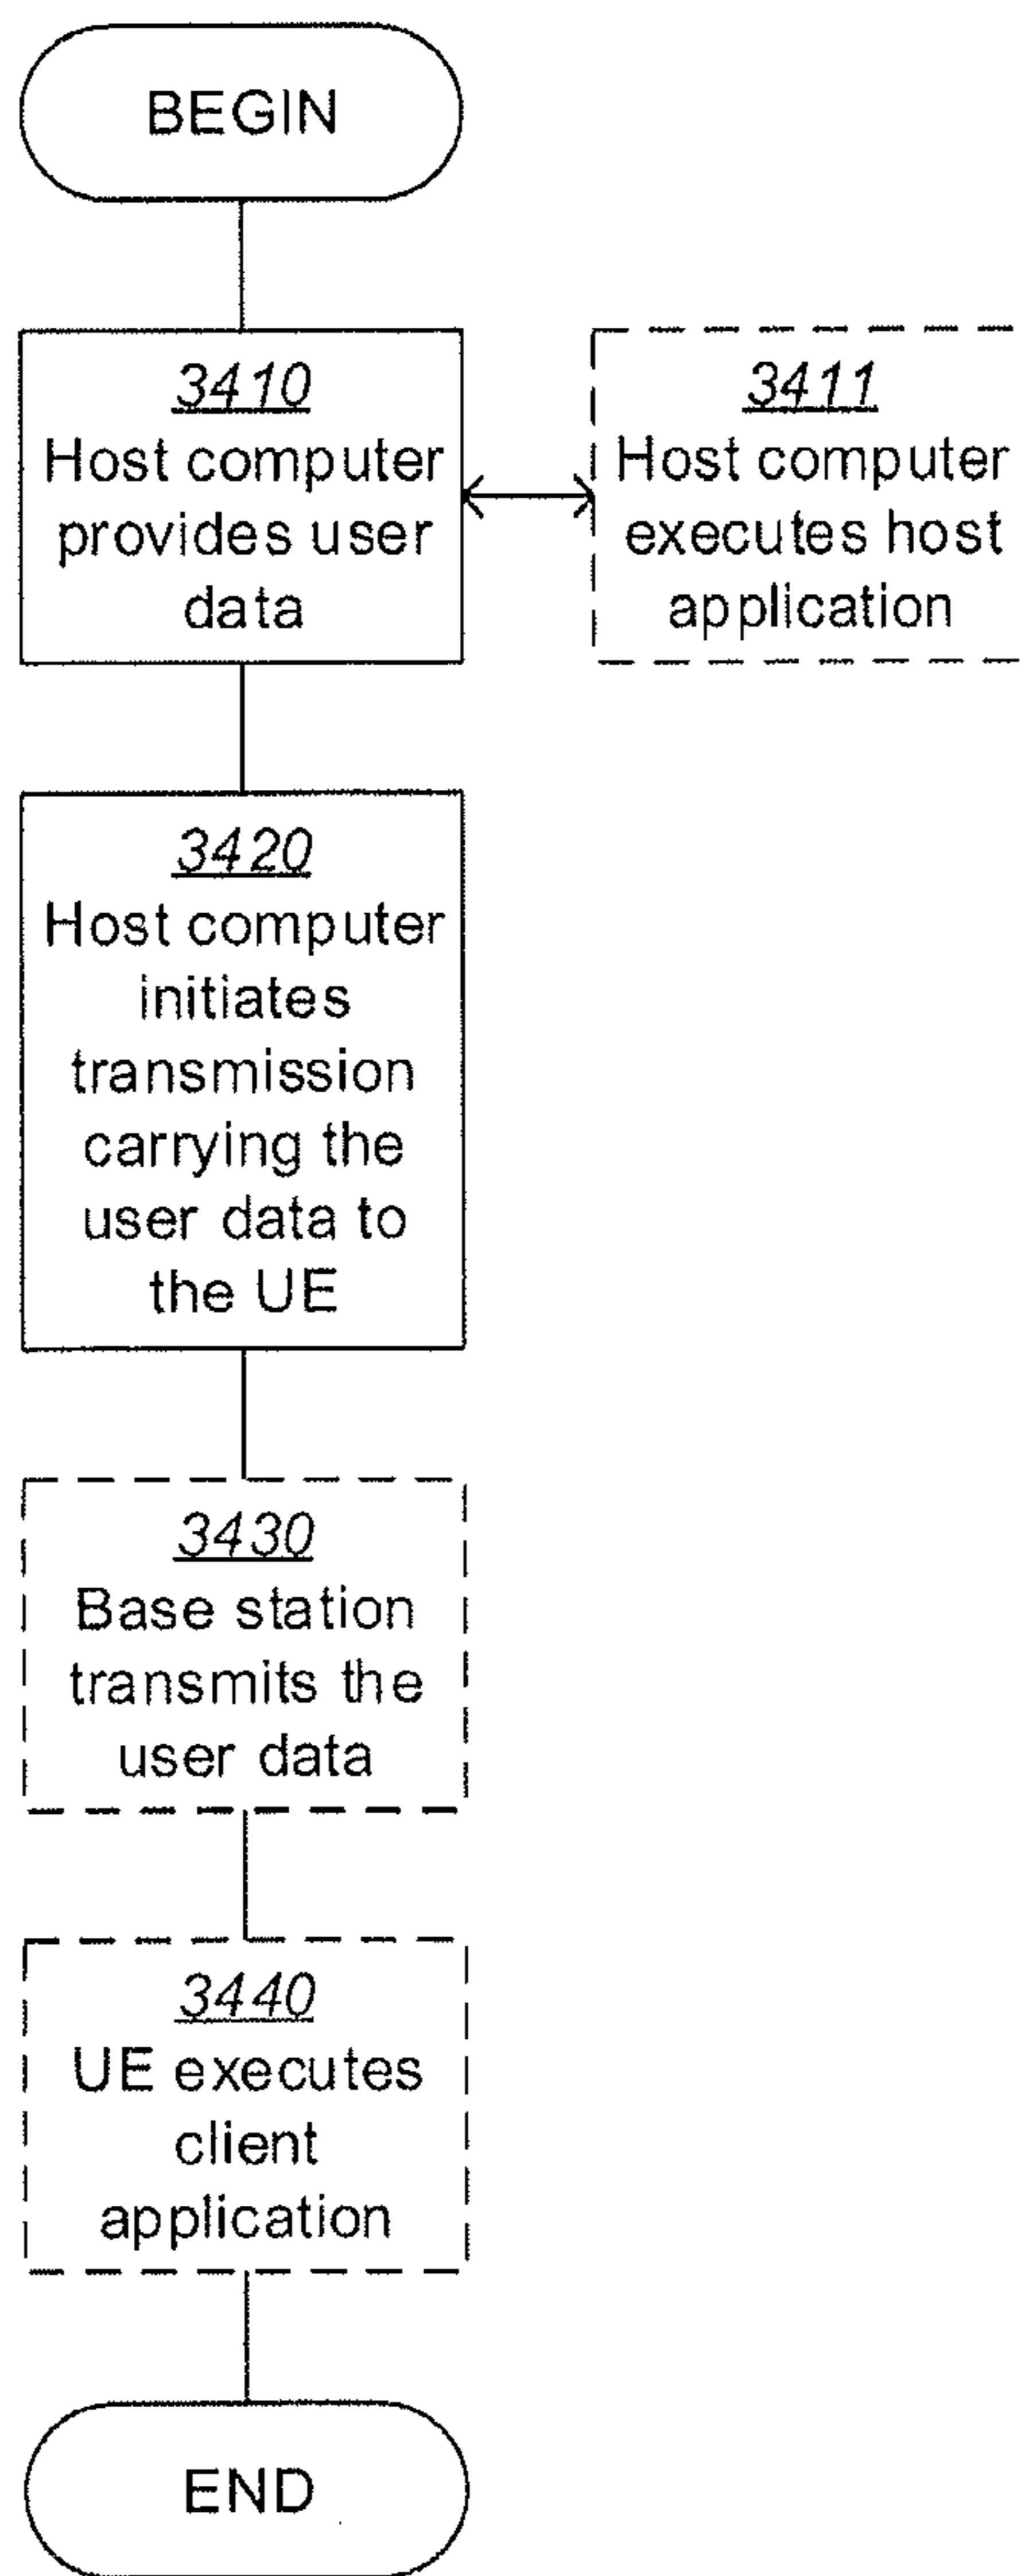 BEGIN
3410
Host computer
provides user
data
3411
Host computer
executes host
application
3420
Host computer
initiates
transmission
carrying the
user data to
the UE
3430
Base station
transmits the
user data
3440
UE executes
client
application
END